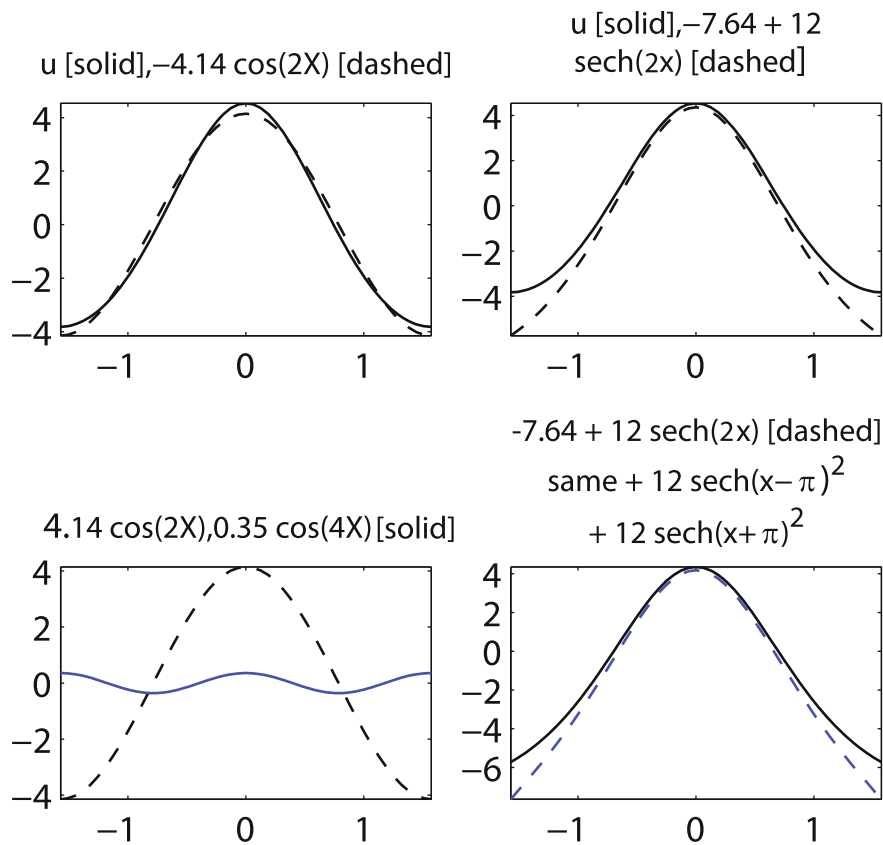 u [solid],−4.14 cos(2X) [dashed]
4
2
0
−2
−4
−1 0 1
u [solid],−7.64 + 12
sech(2x) [dashed]
4
2
0
−2
−4
−1 0 1
4.14 cos(2X),0.35 cos(4X)[solid]
4
2
0
−2
−4
−1 0 1
-7.64 + 12 sech(2x) [dashed]
same + 12 sech(x− π)²
+ 12 sech(x+ π)²
4
2
0
−2
−4
−6
−1 0 1